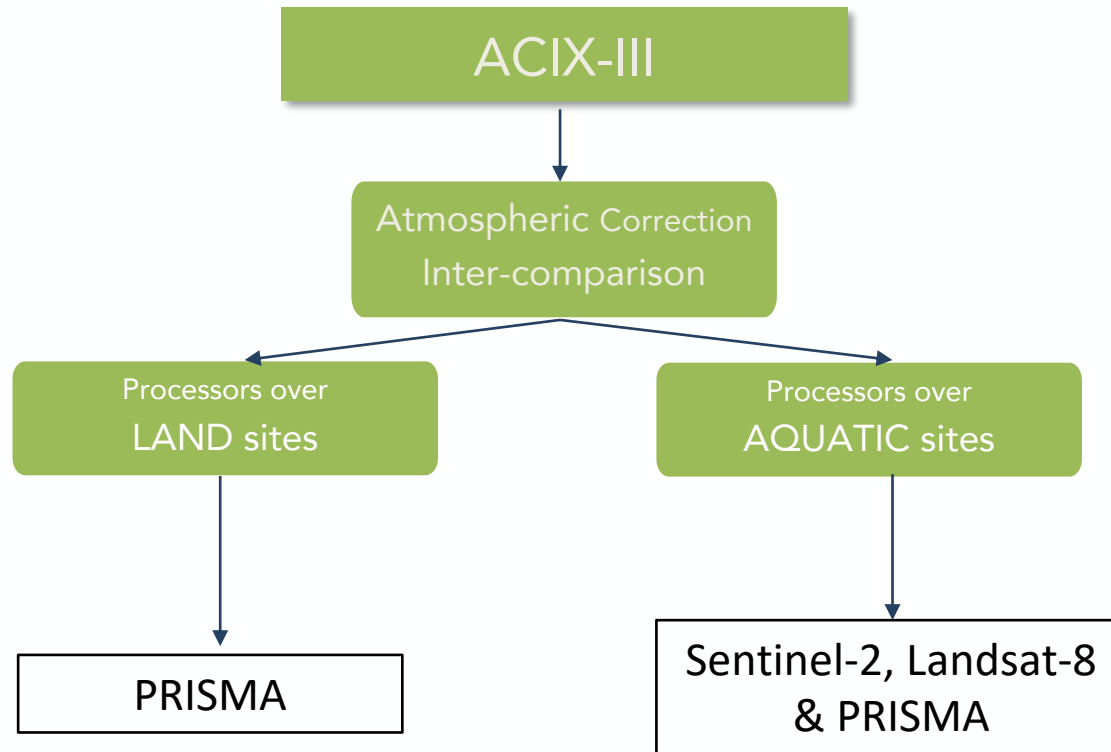 ACIX-III
Atmospheric Correction
Inter-comparison
Processors over
LAND sites
Processors over
AQUATIC sites
PRISMA
Sentinel-2, Landsat-8
& PRISMA